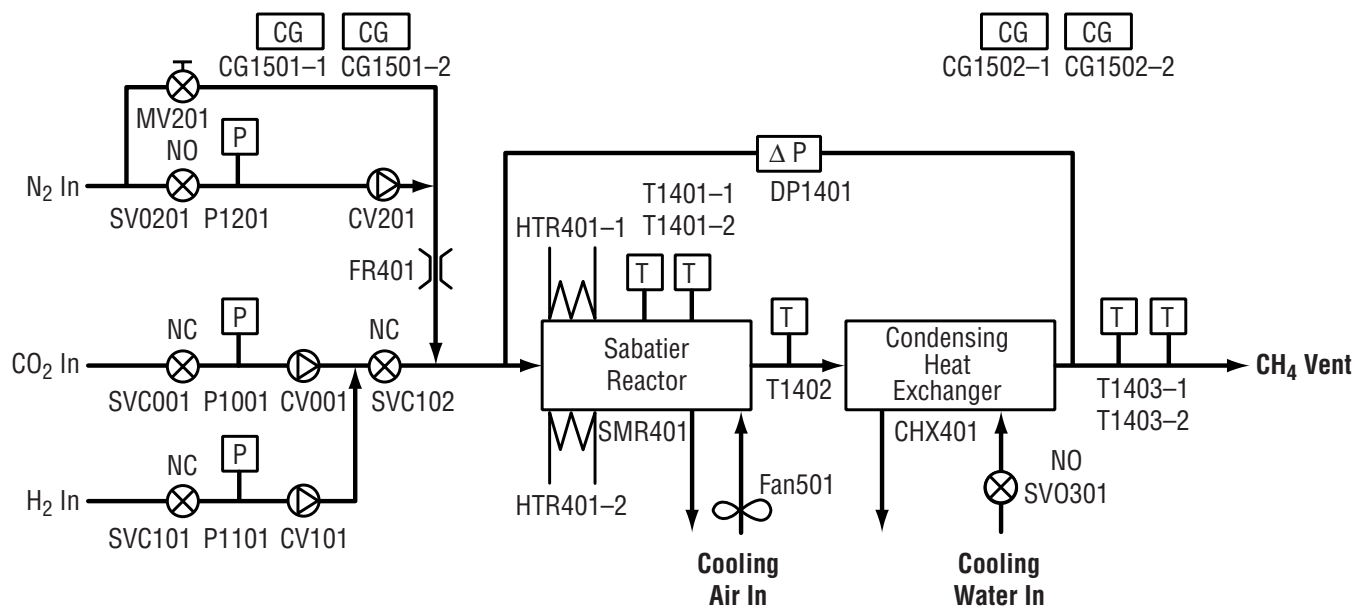 CG CG
CG1501–1 CG1501–2
CG CG
CG1502–1 CG1502–2
MV201
NO
P
N2 In
SV0201 P1201
CV201
FR401
Δ P
DP1401
T1401–1
T1401–2
HTR401–1
T T
NC
P
NC
CO2 In
SVC001 P1001 CV001 SVC102
Sabatier
Reactor
T
T1402
Condensing
Heat
Exchanger
T T
CH4 Vent
T1403–1
T1403–2
SMR401
CHX401
NC
P
H2 In
SVC101 P1101 CV101
HTR401–2
Fan501
NO
SVO301
Cooling
Air In
Cooling
Water In